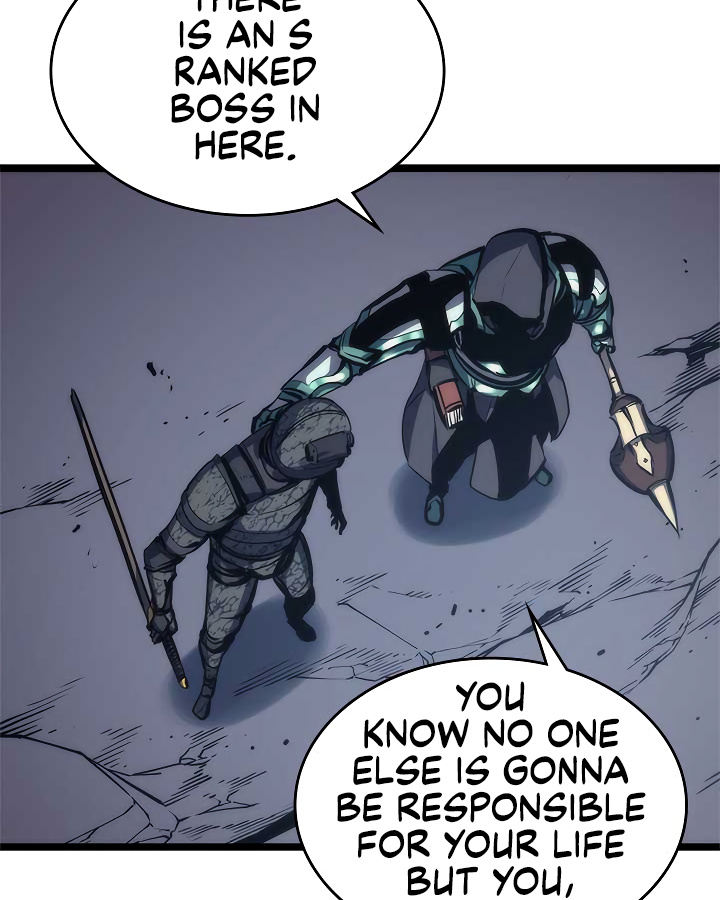 THERE
IS AN S
RANKED
BOSS IN
HERE.
YOU
KNOW NO ONE
ELSE IS GONNA
BE RESPONSIBLE
FOR YOUR LIFE
BUT YOU,